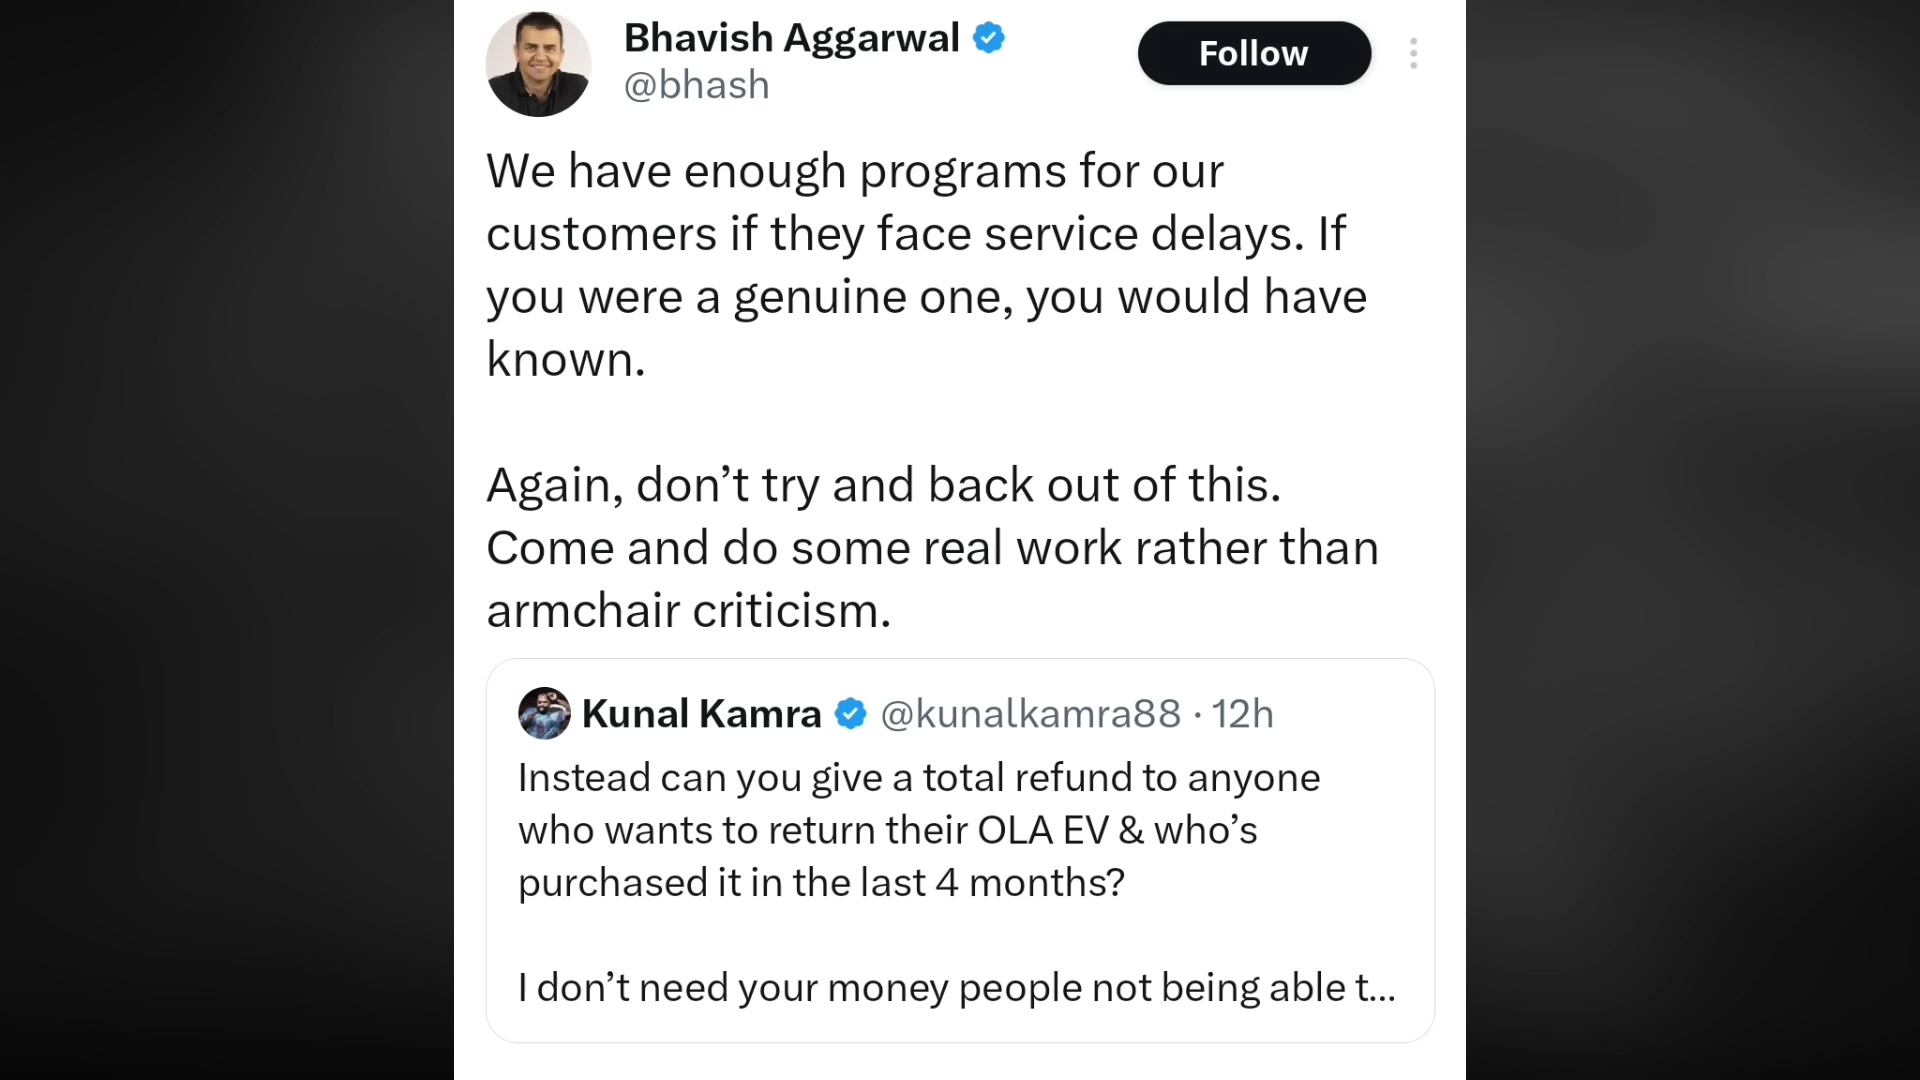 Bhavish Aggarwal
@bhash
Follow
We have enough programs for our
customers if they face service delays. If
you were a genuine one, you would have
known.
Again, don’t try and back out of this.
Come and do some real work rather than
armchair criticism.
Kunal Kamra @kunalkamra88 · 12h
Instead can you give a total refund to anyone
who wants to return their OLA EV & who’s
purchased it in the last 4 months?
I don’t need your money people not being able t...